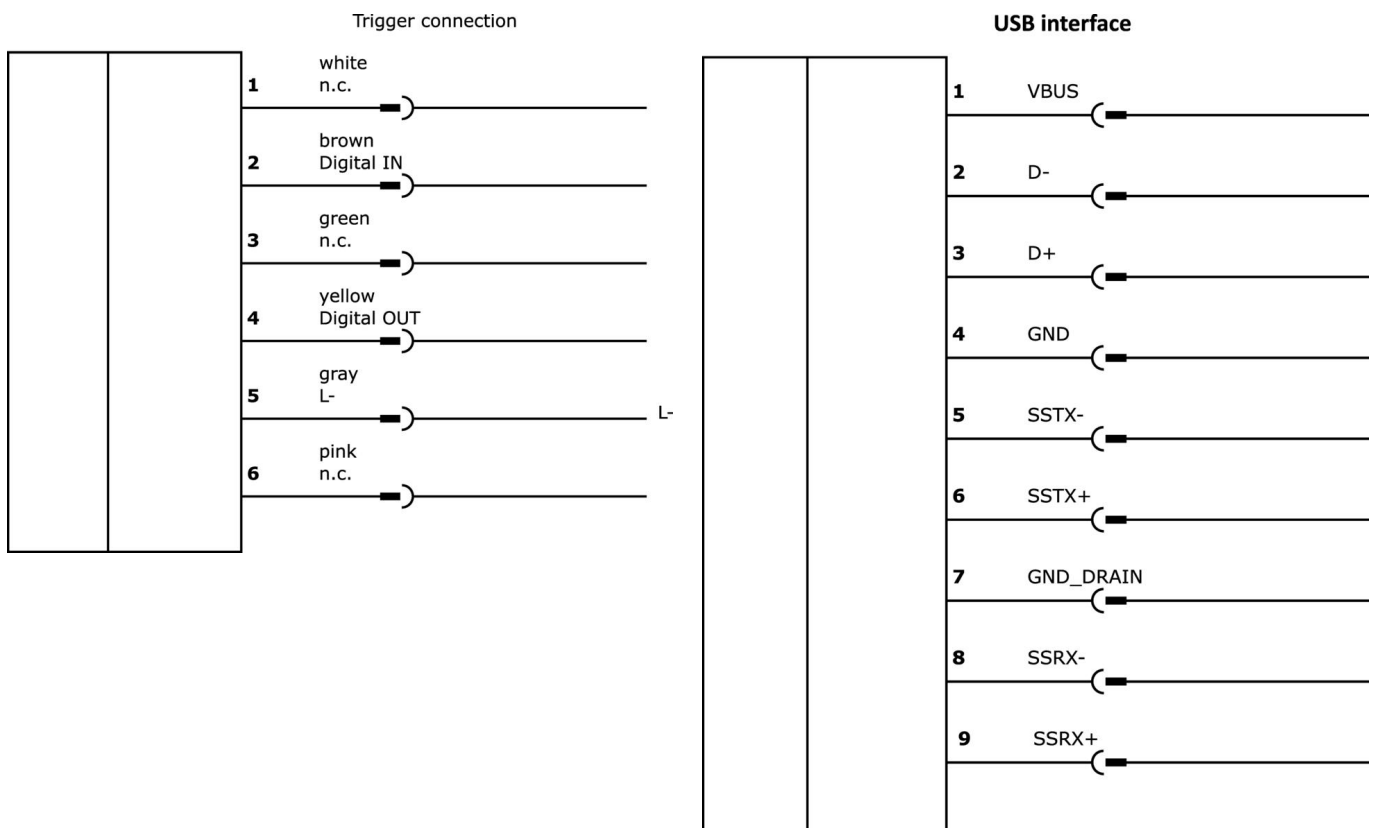 Trigger connection
white
1 n.c.
brown
2 Digital IN
green
3 n.c.
yellow
4 Digital OUT
gray
5 L-
L-
pink
6 n.c.
USB interface
1 VBUS
2 D-
3 D+
4 GND
5 SSTX-
6 SSTX+
7 GND_DRAIN
8 SSRX-
9 SSRX+